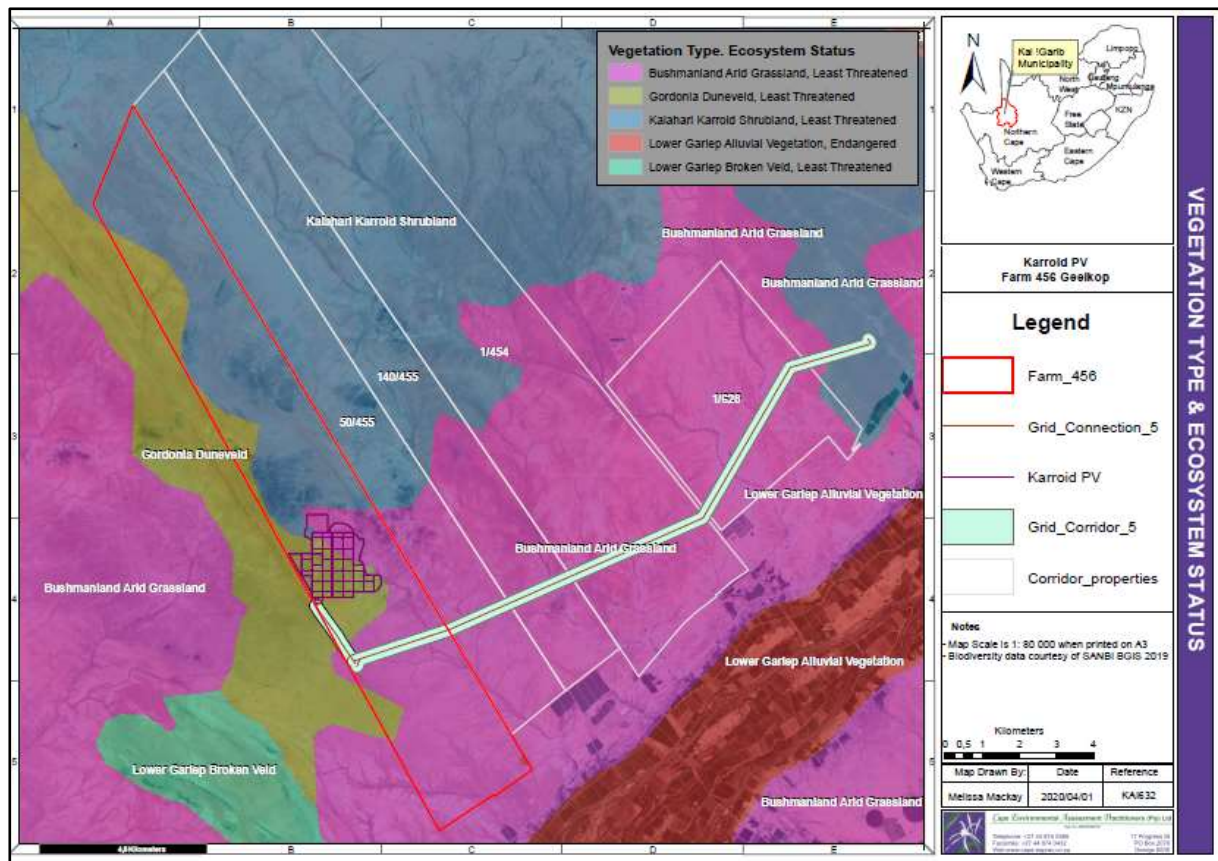 A B C D E
Vegetation Type. Ecosystem Status
Bushmanland Arid Grassland, Least Threatened
Gordonia Duneveld, Least Threatened
Kalahari Karroid Shrubland, Least Threatened
Lower Gariep Alluvial Vegetation, Endangered
Lower Gariep Broken Veld, Least Threatened
1
1
Kalahari Karroid Shrubland
Bushmanland Arid Grassland
2
2
Bushmanland Arid Grassland
1/454
140/455
1/626
50/455
3
3
Gordonia Duneveld
Lower Gariep Alluvial Vegetation
Bushmanland Arid Grassland
Bushmanland Arid Grassland
4
4
Lower Gariep Alluvial Vegetation
5
5
Lower Gariep Broken Veld
Bushmanland Arid Grassland
Kilometers
B C D E
N
Kai !Garib
Municipality
Limpopo
North
West
Gauteng
Mpumalanga
KZN
Free
State
Northern
Cape
Eastern
Cape
Western
Cape
Karroid PV
Farm 456 Geelkop
Legend
Farm_456
Grid_Connection_5
Karroid PV
Grid_Corridor_5
Corridor_properties
Notes
- Map Scale is 1: 80 000 when printed on A3
- Biodiversity data courtesy of SANBI BGIS 2019
Kilometers
0 0,5 1 2 3 4
Map Drawn By: Date Reference
Melissa Mackay 2020/04/01 KAI632
Cape Environmental Assessment Practitioners (Pty) Ltd
VEGETATION TYPE & ECOSYSTEM STATUS